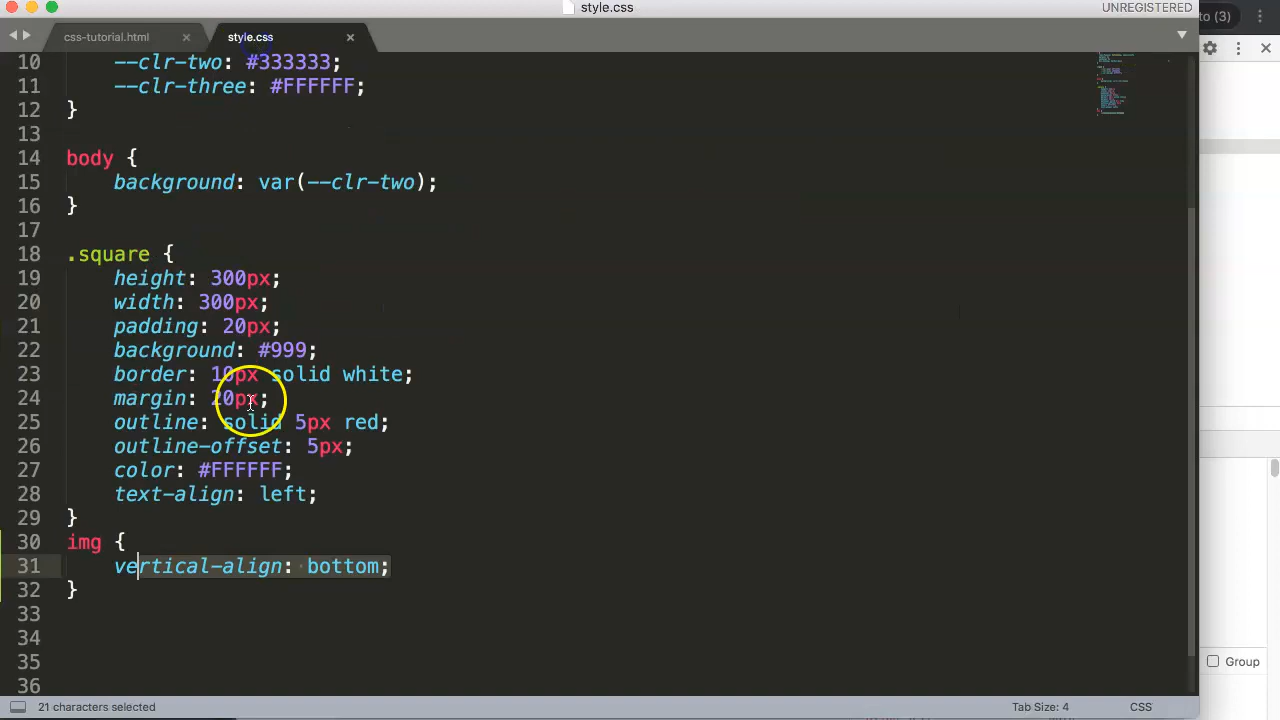 style.css
UNREGISTERED
to (3)
css-tutorial.html
style.css
10 --clr-two: #333333;
11 --clr-three: #FFFFFF;
12 }
13
14 body {
15 background: var(--clr-two);
16 }
17
18 .square {
19 height: 300px;
20 width: 300px;
21 padding: 20px;
22 background: #999;
23 border: 10px solid white;
24 margin: 20px;
25 outline: solid 5px red;
26 outline-offset: 5px;
27 color: #FFFFFF;
28 text-align: left;
29 }
30 img {
31 vertical-align: bottom;
32 }
33
34
35
36
Group
21 characters selected
Tab Size: 4
CSS